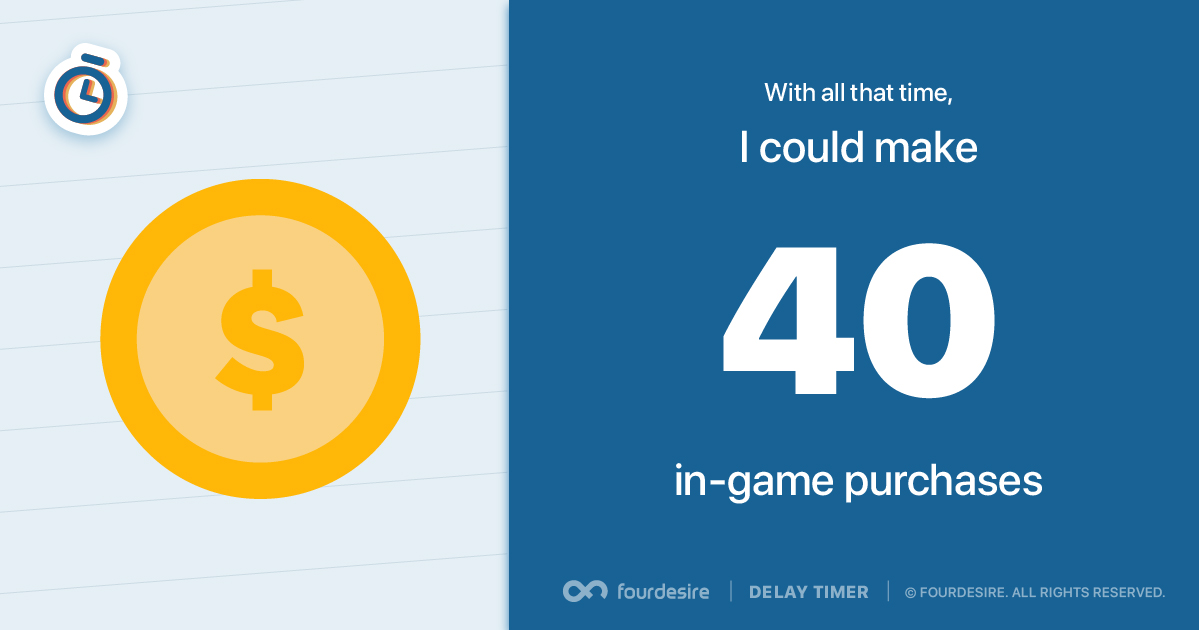 With all that time,
I could make
40
in-game purchases
$
fourdesire | DELAY TIMER | © FOURDESIRE. ALL RIGHTS RESERVED.